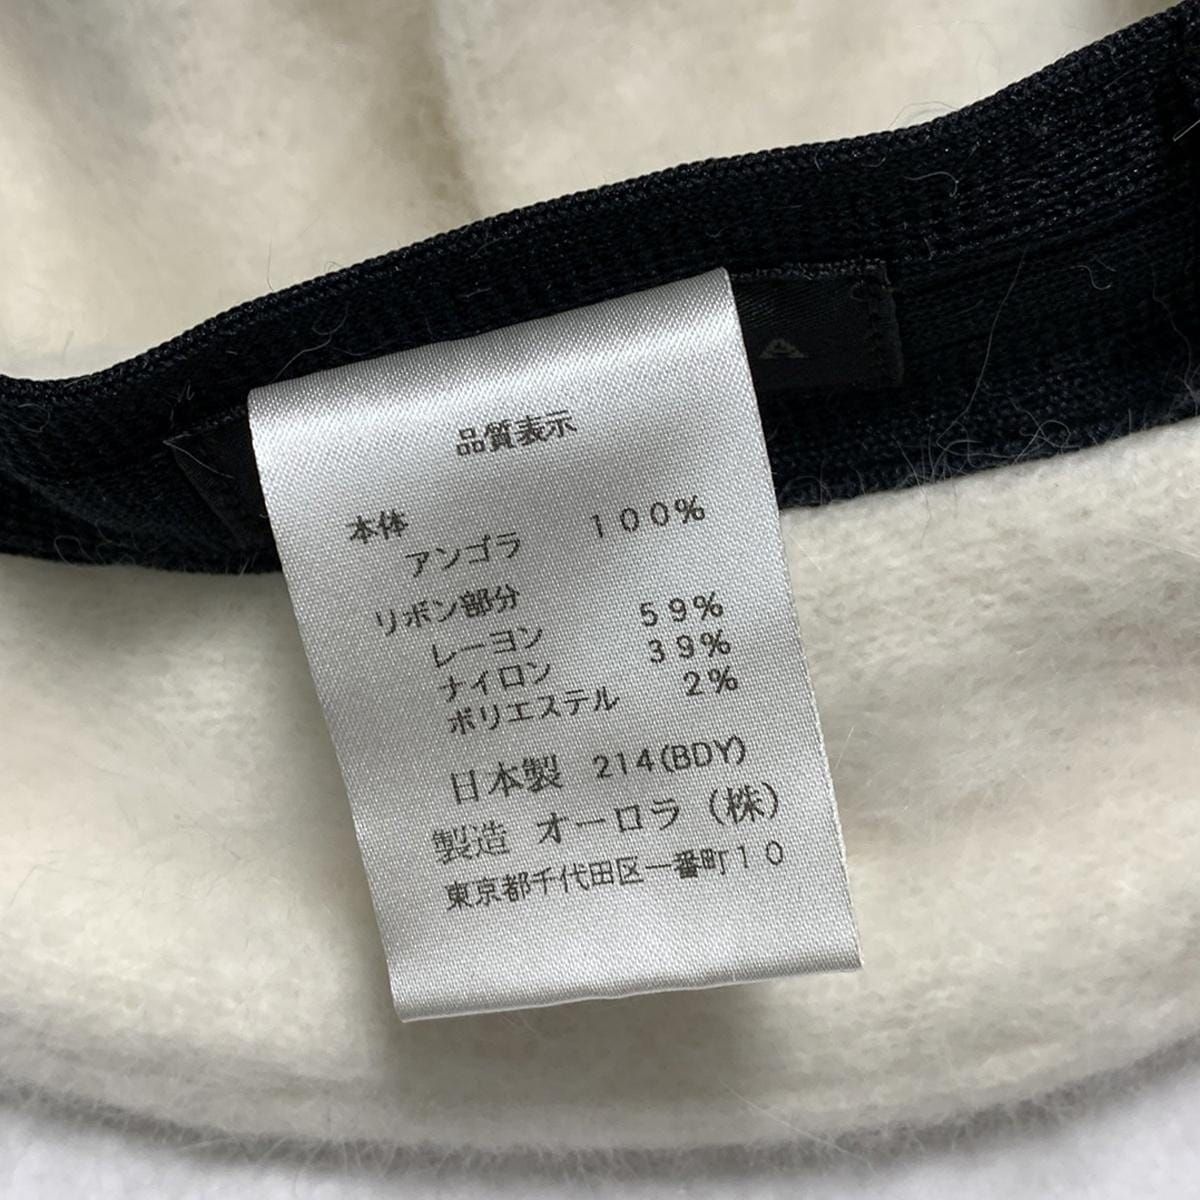 A
品質表示
本体
アンゴラ 100%
リボン部分
レーヨン 59%
ナイロン 39%
ポリエステル 2%
日本製 214(BDY)
製造 オーロラ(株)
東京都千代田区一番町10